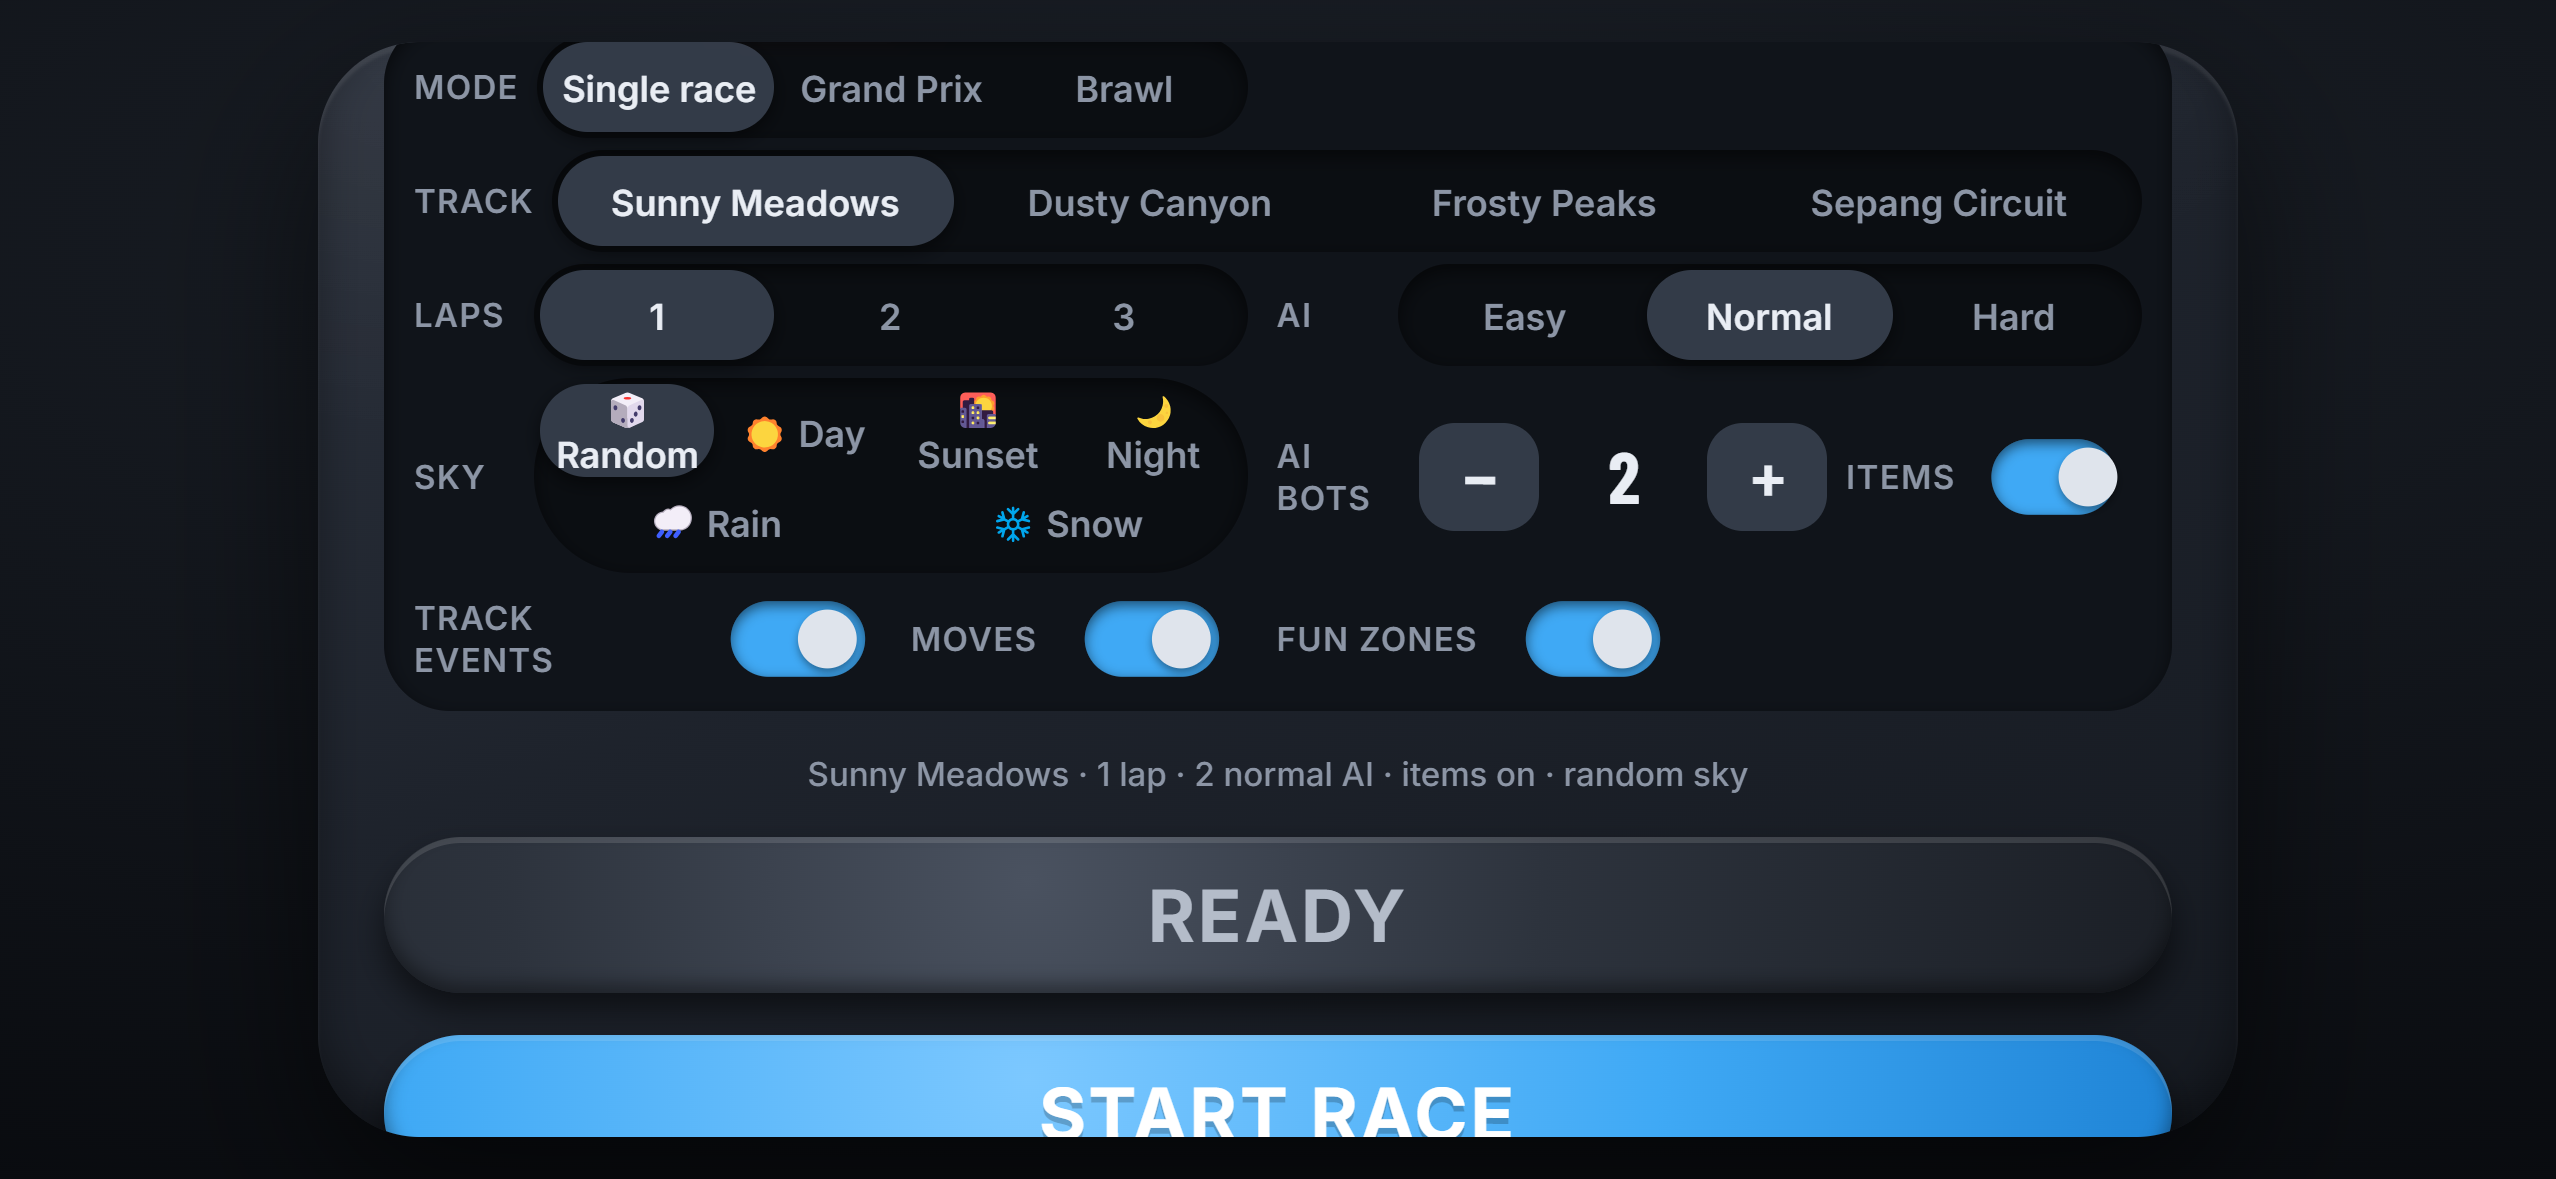 MODE Single race Grand Prix Brawl
TRACK Sunny Meadows Dusty Canyon Frosty Peaks Sepang Circuit
LAPS 1 2 3 AI Easy Normal Hard
SKY Random Day Sunset Night
Rain Snow
AI
BOTS
− 2 + ITEMS
TRACK
EVENTS
MOVES FUN ZONES
Sunny Meadows · 1 lap · 2 normal AI · items on · random sky
READY
START RACE